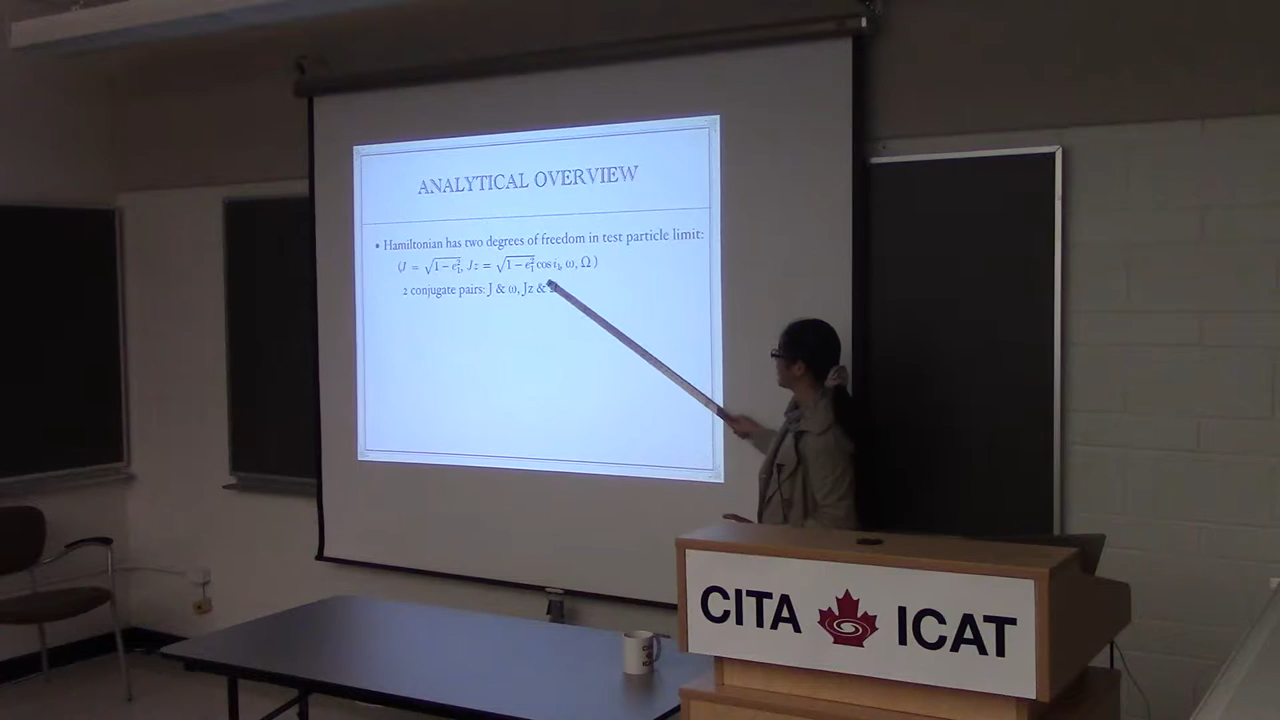 ANALYTICAL OVERVIEW
• Hamiltonian has two degrees of freedom in test particle limit:
(J = √1 − e₁², Jz = √1 − e₁² cos i₁, ω, Ω)
2 conjugate pairs: J & ω, Jz &
CITA ICAT